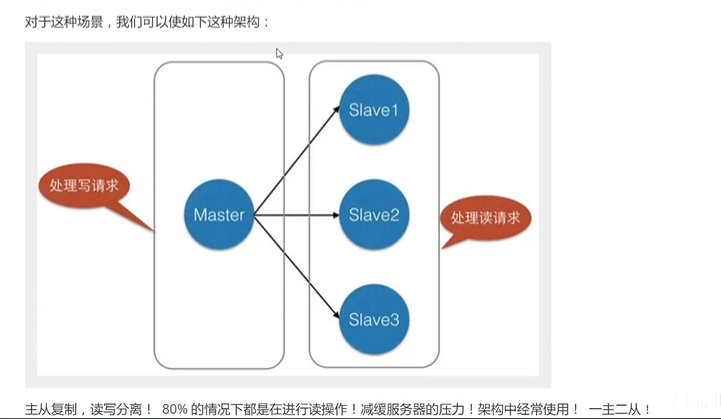 对于这种场景，我们可以使如下这种架构：
Slave1
处理写请求
Master
Slave2
处理读请求
Slave3
主从复制，读写分离！ 80% 的情况下都是在进行读操作！减缓服务器的压力！架构中经常使用！ 一主二从！